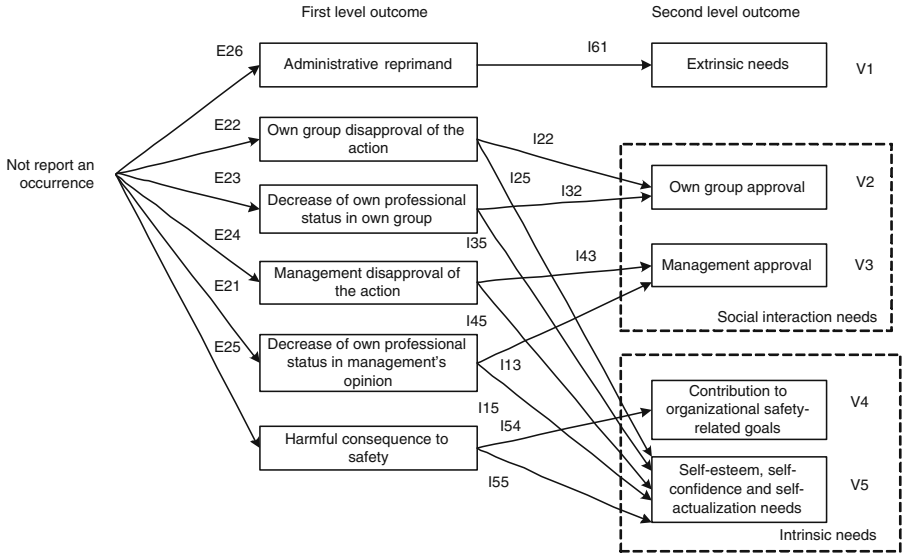 First level outcome
Second level outcome
E26
Administrative reprimand
I61
Extrinsic needs
V1
E22
Own group disapproval of the
action
I22
Not report an
occurrence
E23
Decrease of own professional
status in own group
I25
I32
Own group approval
V2
E24
I35
Management disapproval of
the action
I43
Management approval
V3
E21
I45
Social interaction needs
E25
Decrease of own professional
status in management's
opinion
I13
I15
Contribution to
organizational safety-
related goals
V4
Harmful consequence to
safety
I54
I55
Self-esteem, self-
confidence and self-
actualization needs
V5
Intrinsic needs